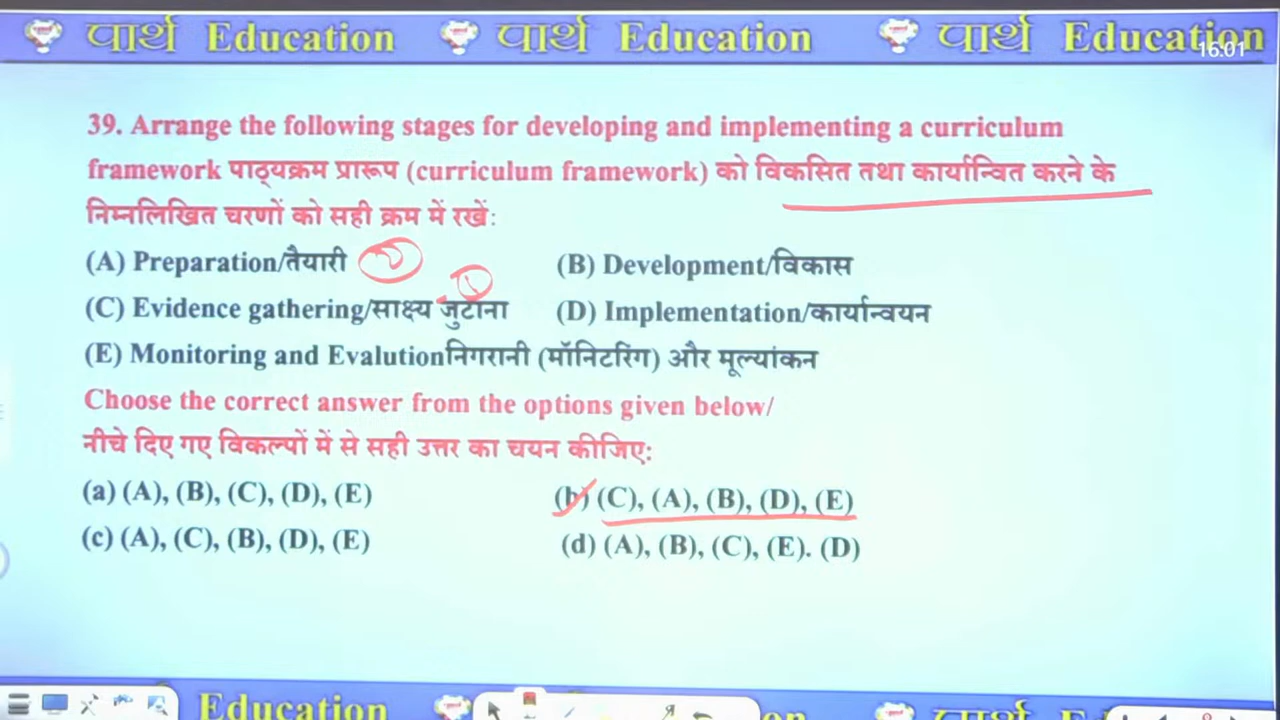 पार्थ Education पार्थ Education पार्थ Education
16:01
39. Arrange the following stages for developing and implementing a curriculum
framework पाठ्यक्रम प्रारूप (curriculum framework) को विकसित तथा कार्यान्वित करने के
निम्नलिखित चरणों को सही क्रम में रखें:
(A) Preparation/तैयारी (B) Development/विकास
(C) Evidence gathering/साक्ष्य जुटाना (D) Implementation/कार्यान्वयन
(E) Monitoring and Evalutionनिगरानी (मॉनिटरिंग) और मूल्यांकन
Choose the correct answer from the options given below/
नीचे दिए गए विकल्पों में से सही उत्तर का चयन कीजिए:
(a) (A), (B), (C), (D), (E) (b) (C), (A), (B), (D), (E)
(c) (A), (C), (B), (D), (E) (d) (A), (B), (C), (E). (D)
Education